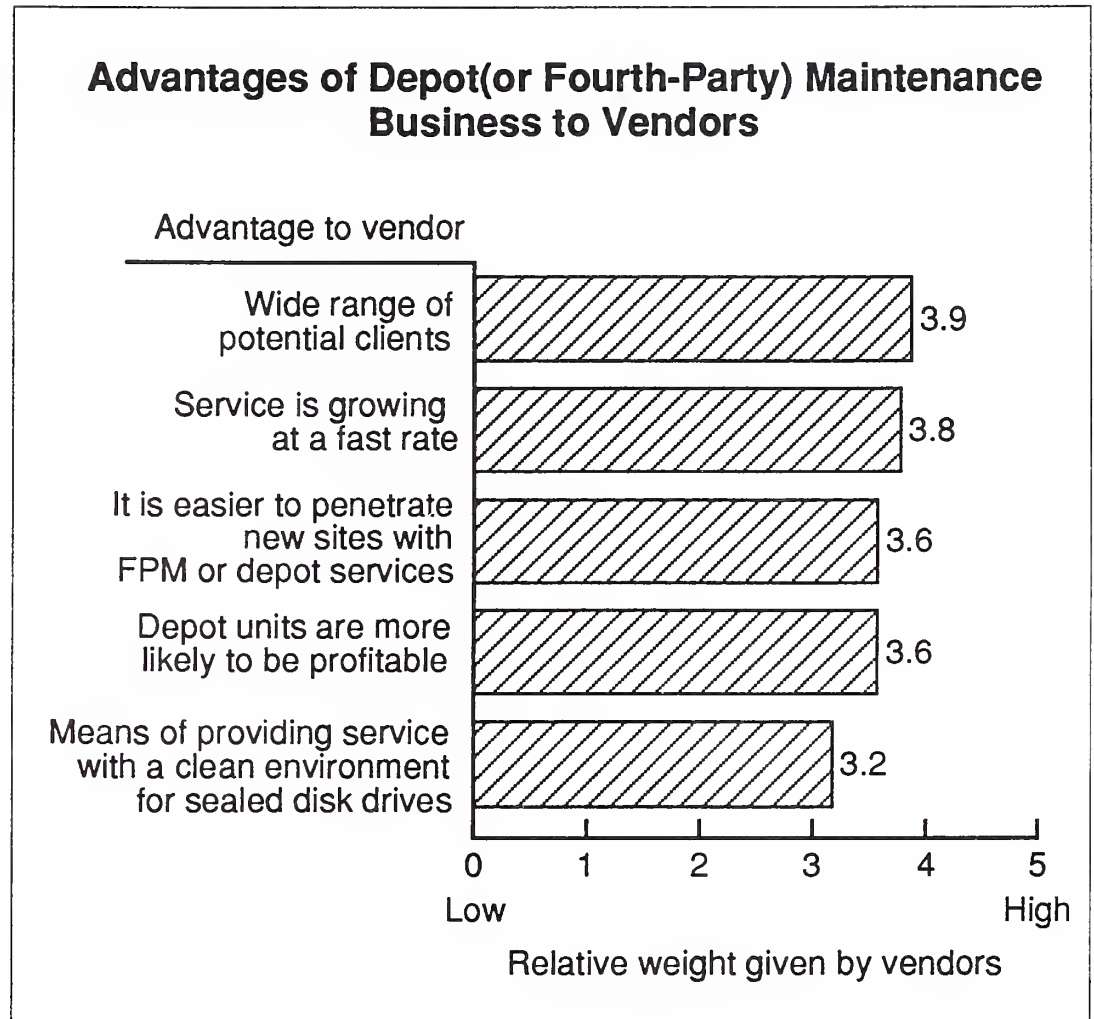 Advantages of Depot(or Fourth-Party) Maintenance
Business to Vendors
Advantage to vendor
Wide range of
potential clients
3.9
Service is growing
at a fast rate
3.8
It is easier to penetrate
new sites with
FPM or depot services
3.6
Depot units are more
likely to be profitable
3.6
Means of providing service
with a clean environment
for sealed disk drives
3.2
0 1 2 3 4 5
Low High
Relative weight given by vendors